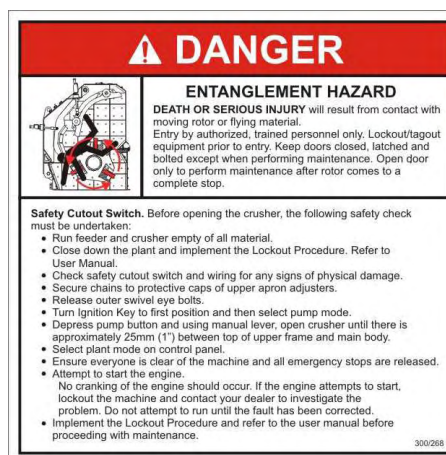 DANGER
ENTANGLEMENT HAZARD
DEATH OR SERIOUS INJURY will result from contact with
moving rotor or flying material.
Entry by authorized, trained personnel only. Lockout/tagout
equipment prior to entry. Keep doors closed, latched and
bolted except when performing maintenance. Open door
only to perform maintenance after rotor comes to a
complete stop.
Safety Cutout Switch. Before opening the crusher, the following safety check
must be undertaken:
• Run feeder and crusher empty of all material.
• Close down the plant and implement the Lockout Procedure. Refer to
User Manual.
• Check safety cutout switch and wiring for any signs of physical damage.
• Secure chains to protective caps of upper apron adjusters.
• Release outer swivel eye bolts.
• Turn Ignition Key to first position and then select pump mode.
• Depress pump button and using manual lever, open crusher until there is
approximately 25mm (1”) between top of upper frame and main body.
• Select plant mode on control panel.
• Ensure everyone is clear of the machine and all emergency stops are released.
• Attempt to start the engine.
No cranking of the engine should occur. If the engine attempts to start,
lockout the machine and contact your dealer to investigate the
problem. Do not attempt to run until the fault has been corrected.
• Implement the Lockout Procedure and refer to the user manual before
proceeding with maintenance.
300/268